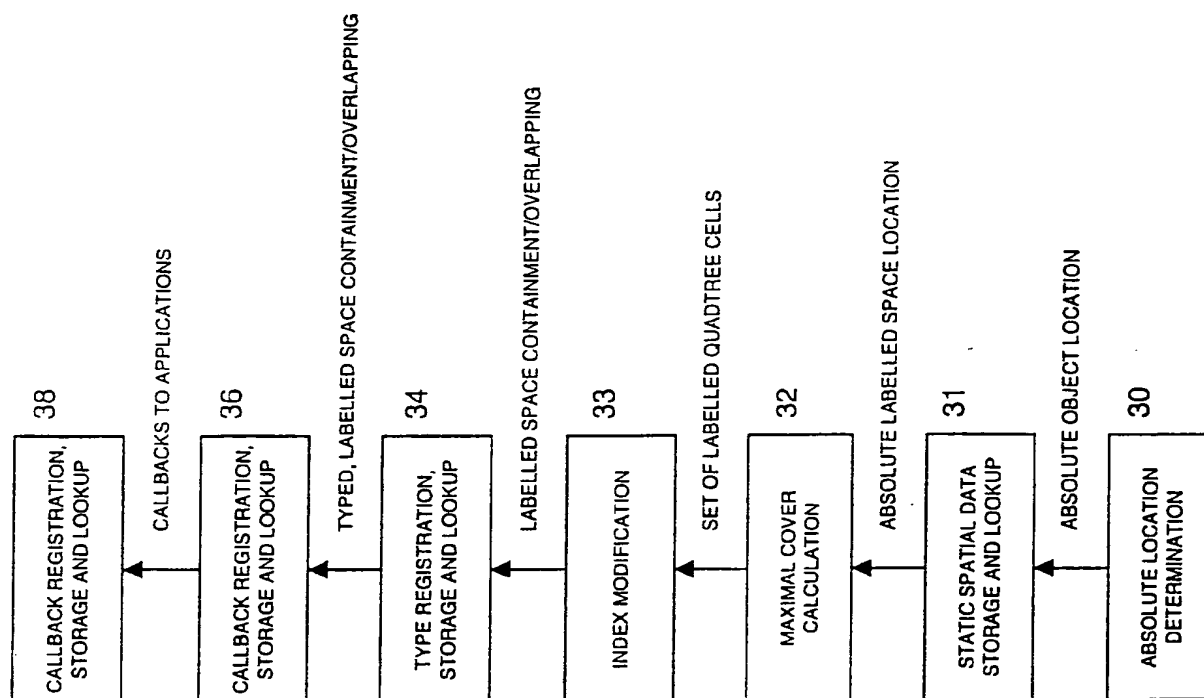 38
CALLBACK REGISTRATION,
STORAGE AND LOOKUP
CALLBACKS TO APPLICATIONS
36
CALLBACK REGISTRATION,
STORAGE AND LOOKUP
TYPED, LABELLED SPACE CONTAINMENT/OVERLAPPING
34
TYPE REGISTRATION,
STORAGE AND LOOKUP
LABELLED SPACE CONTAINMENT/OVERLAPPING
33
INDEX MODIFICATION
SET OF LABELLED QUADTREE CELLS
32
MAXIMAL COVER
CALCULATION
ABSOLUTE LABELLED SPACE LOCATION
31
STATIC SPATIAL DATA
STORAGE AND LOOKUP
ABSOLUTE OBJECT LOCATION
30
ABSOLUTE LOCATION
DETERMINATION